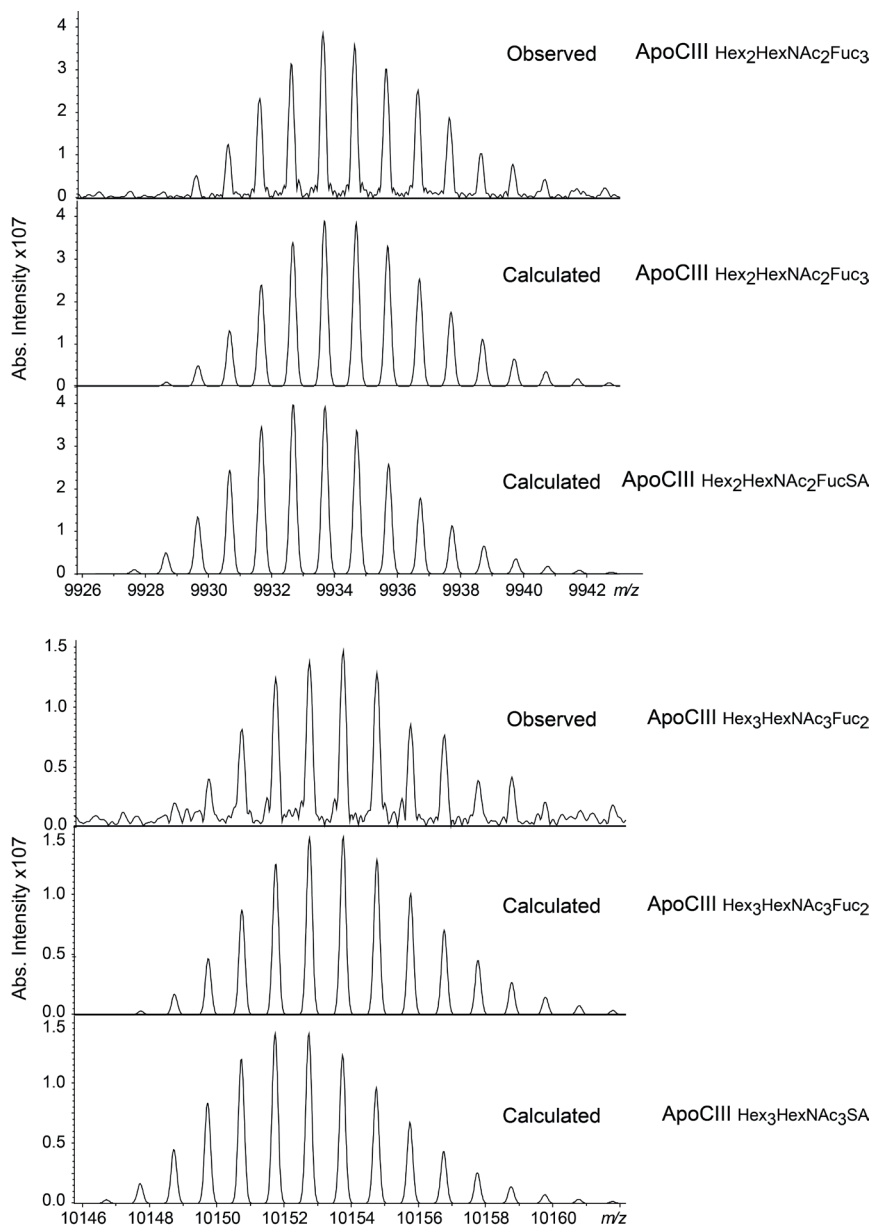 4
Observed ApoCIII Hex2HexNAc2Fuc3
3
2
1
0
4
Calculated ApoCIII Hex2HexNAc2Fuc3
3
2
1
0
Abs. Intensity x107
4
3
Calculated ApoCIII Hex2HexNAc2FucSA
2
1
0
9926 9928 9930 9932 9934 9936 9938 9940 9942 m/z
1.5
Observed ApoCIII Hex3HexNAc3Fuc2
1.0
0.5
0.0
1.5
Calculated ApoCIII Hex3HexNAc3Fuc2
1.0
0.5
0.0
Abs. Intensity x107
1.5
Calculated ApoCIII Hex3HexNAc3SA
1.0
0.5
0.0
10146 10148 10150 10152 10154 10156 10158 10160 m/z